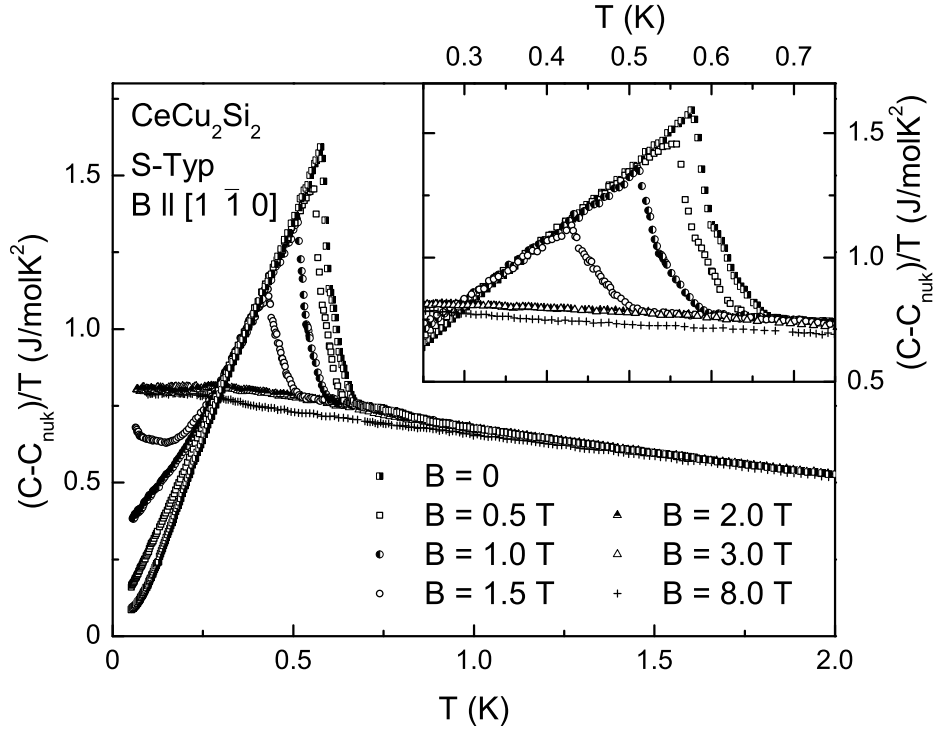 T (K)
0.3 0.4 0.5 0.6 0.7
CeCu₂Si₂
S-Typ
B II [1 1̅ 0]
1.5
1.0
0.5
0
(C-Cₙᵤₖ)/T (J/molK²)
1.5
1.0
0.5
(C-Cₙᵤₖ)/T (J/molK²)
B = 0
B = 0.5 T B = 2.0 T
B = 1.0 T B = 3.0 T
B = 1.5 T B = 8.0 T
0 0.5 1.0 1.5 2.0
T (K)